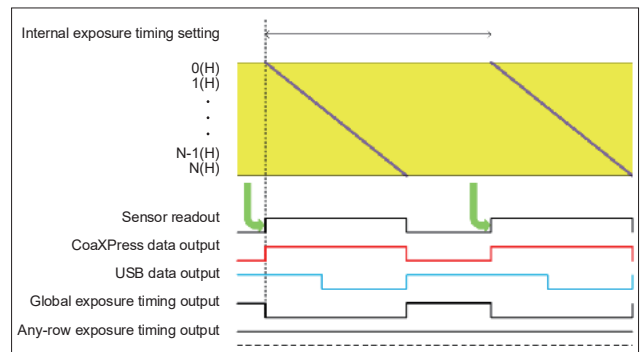 Internal exposure timing setting
0(H)
1(H)
·
·
·
N-1(H)
N(H)
Sensor readout
CoaXPress data output
USB data output
Global exposure timing output
Any-row exposure timing output